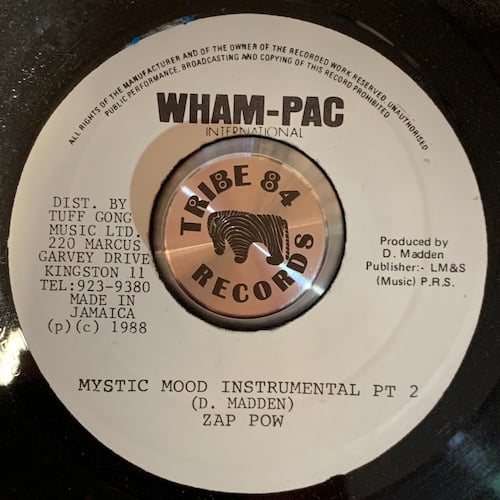 ALL RIGHTS OF THE MANUFACTURER AND OF THE OWNER OF THE RECORDED WORK RESERVED. UNAUTHORISED
PUBLIC PERFORMANCE, BROADCASTING AND COPYING OF THIS RECORD PROHIBITED
WHAM-PAC
INTERNATIONAL
TRIBE 84
RECORDS
DIST. BY
TUFF GONG
MUSIC LTD.
220 MARCUS
GARVEY DRIVE
KINGSTON 11
TEL:923-9380
MADE IN
JAMAICA
(p)(c) 1988
Produced by
D. Madden
Publisher:- LM&S
(Music) P.R.S.
MYSTIC MOOD INSTRUMENTAL PT 2
(D. MADDEN)
ZAP POW